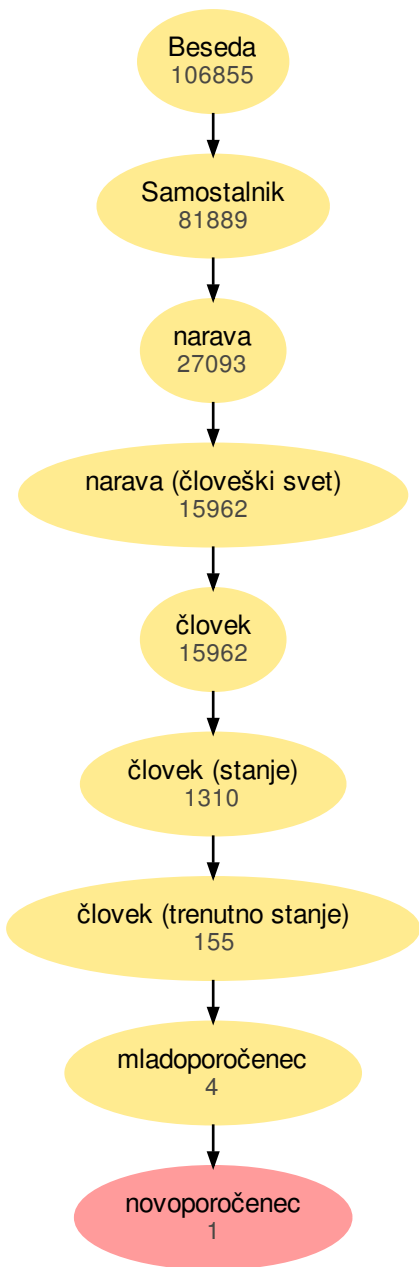 Beseda
106855
Samostalnik
81889
narava
27093
narava (človeški svet)
15962
človek
15962
človek (stanje)
1310
človek (trenutno stanje)
155
mladoporočenec
4
novoporočenec
1